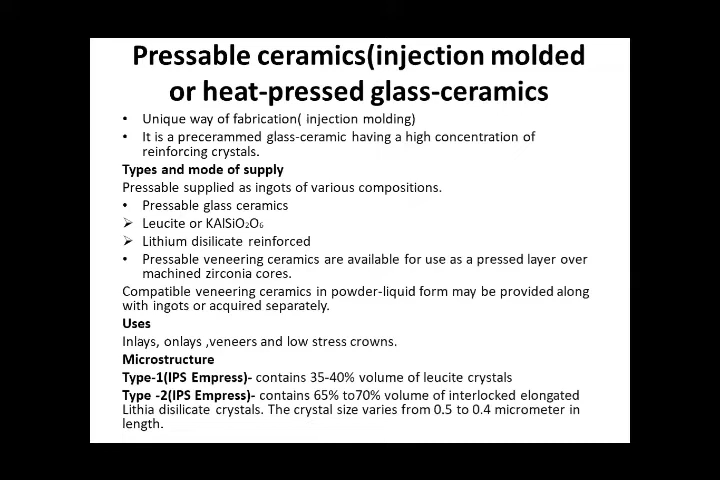 Pressable ceramics(injection molded
or heat-pressed glass-ceramics
• Unique way of fabrication( injection molding)
• It is a precerammed glass-ceramic having a high concentration of
reinforcing crystals.
Types and mode of supply
Pressable supplied as ingots of various compositions.
• Pressable glass ceramics
➢ Leucite or KAlSiO₂O₆
➢ Lithium disilicate reinforced
• Pressable veneering ceramics are available for use as a pressed layer over
machined zirconia cores.
Compatible veneering ceramics in powder-liquid form may be provided along
with ingots or acquired separately.
Uses
Inlays, onlays ,veneers and low stress crowns.
Microstructure
Type-1(IPS Empress)- contains 35-40% volume of leucite crystals
Type -2(IPS Empress)- contains 65% to70% volume of interlocked elongated
Lithia disilicate crystals. The crystal size varies from 0.5 to 0.4 micrometer in
length.